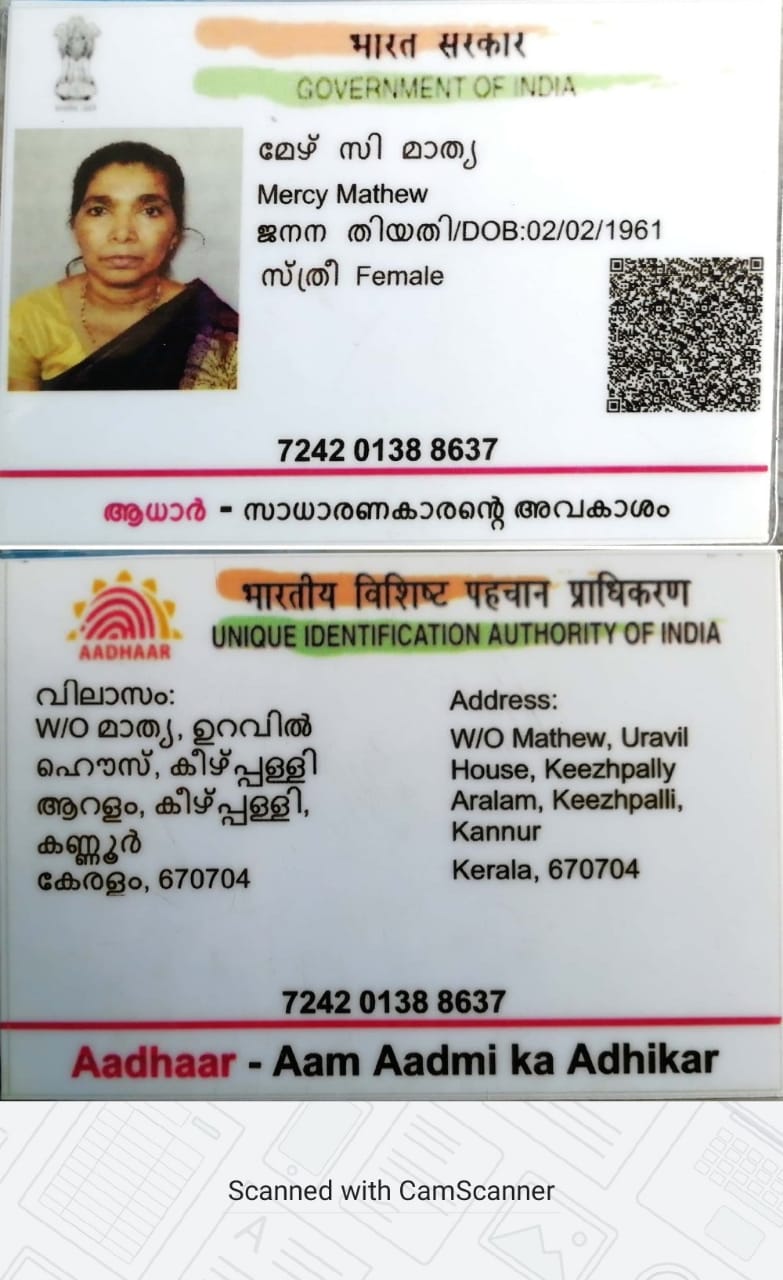 भारत सरकार
GOVERNMENT OF INDIA
മേഴ് സി മാത്യു
Mercy Mathew
ജനന തിയതി/DOB:02/02/1961
സ്ത്രീ Female
7242 0138 8637
ആധാർ - സാധാരണകാരന്റെ അവകാശം
भारतीय विशिष्ट पहचान प्राधिकरण
UNIQUE IDENTIFICATION AUTHORITY OF INDIA
AADHAAR
വിലാസം:
W/O മാത്യു, ഉറവിൽ
ഹൌസ്, കീഴ്പ്പള്ളി
ആറളം, കീഴ്പ്പള്ളി,
കണ്ണൂർ
കേരളം, 670704
Address:
W/O Mathew, Uravil
House, Keezhpally
Aralam, Keezhpalli,
Kannur
Kerala, 670704
7242 0138 8637
Aadhaar - Aam Aadmi ka Adhikar
Scanned with CamScanner